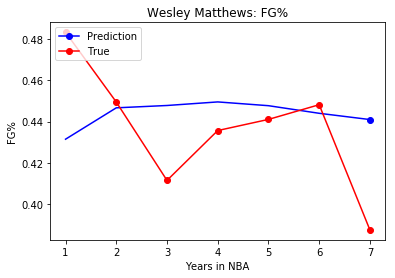 Wesley Matthews: FG%
Prediction
True
0.48
0.46
0.44
0.42
0.40
FG%
1 2 3 4 5 6 7
Years in NBA